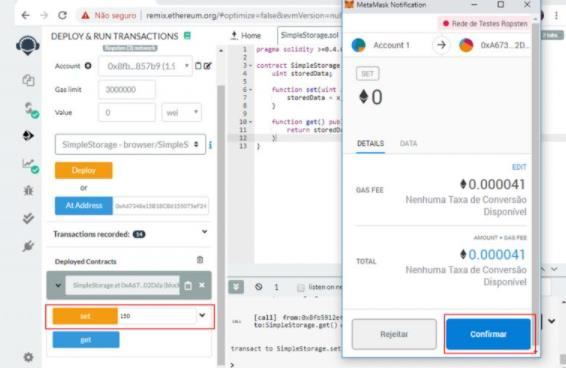 Não seguro | remix.ethereum.org/#optimize=false&evmVersion=nul
DEPLOY & RUN TRANSACTIONS
Ropsten (3) network
Account
0x8fb...857b9 (1.9
Gas limit
3000000
Value
0
wei
SimpleStorage - browser/SimpleS
i
Deploy
or
At Address
Transactions recorded: 14
Deployed Contracts
SimpleStorage at 0xA67...02Dda (block
set
150
get
Home
SimpleStorage.sol
2 tabs
1 pragma solidity >=0.4.
2
3 contract SimpleStorage
4 uint storedData;
5
6 function set(uint
7 storedData = x
8 }
9
10 function get() pub
11 return storedDa
12 }
13 }
1
listen on ne
CALL
[call] from:0x8fb5912e
to:SimpleStorage.get()
transact to SimpleStorage.set
>
MetaMask Notification
Rede de Testes Ropsten
Account 1
0xA673...2D...
SET
0
DETAILS
DATA
EDIT
GAS FEE
0.000041
Nenhuma Taxa de Conversão
Disponível
AMOUNT + GAS FEE
TOTAL
0.000041
Nenhuma Taxa de Conversão
Disponível
Rejeitar
Confirmar